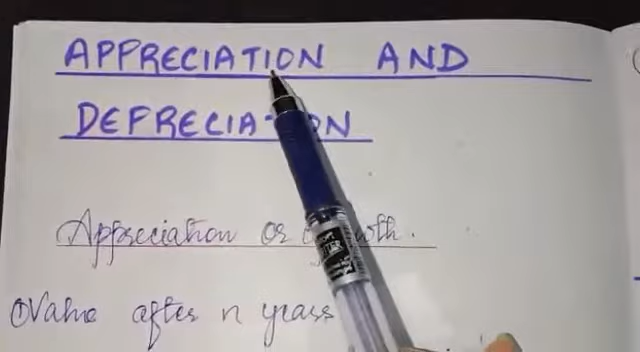 APPRECIATION AND
DEPRECIATION
Appreciation or Growth.
① Value after n years